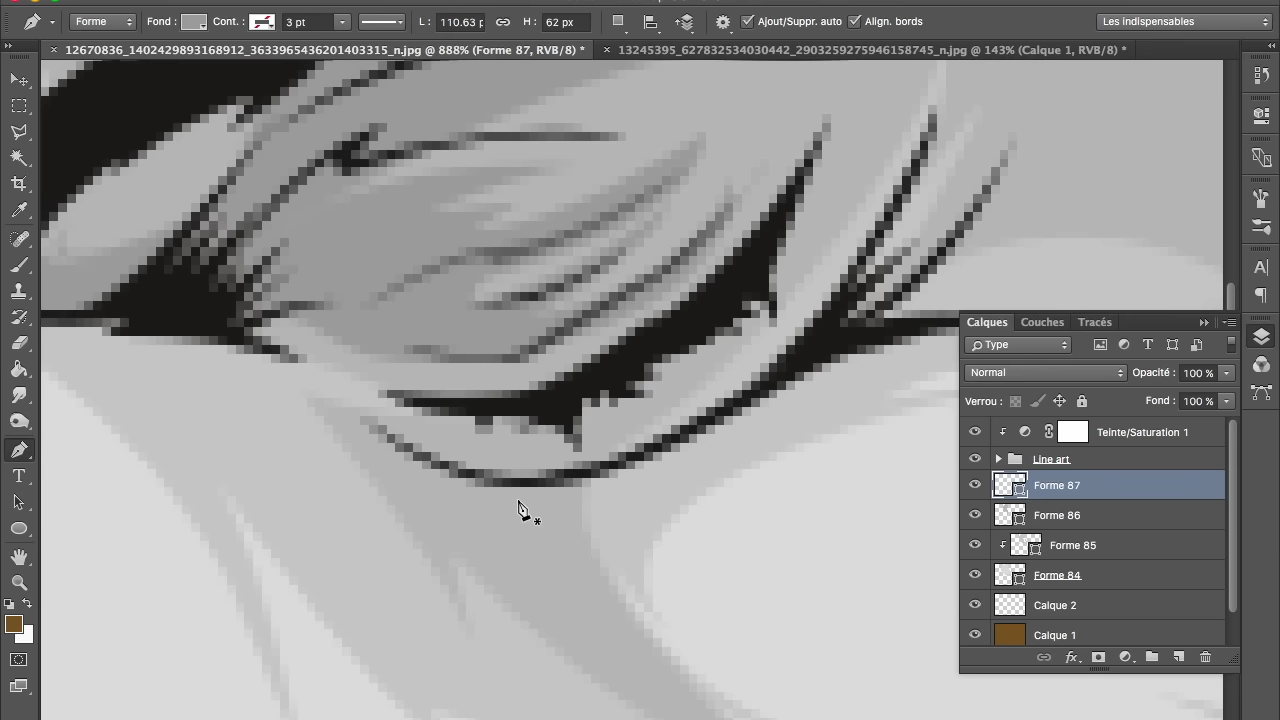 Forme Fond : Cont. : 3 pt L : 110.63 p H : 62 px Ajout/Suppr. auto Align. bords Les indispensables
12670836_1402429893168912_3633965436201403315_n.jpg @ 888% (Forme 87, RVB/8) * 13245395_627832534030442_2903259275946158745_n.jpg @ 143% (Calque 1, RVB/8) *
Calques Couches Tracés
Type
Normal Opacité : 100 %
Verrou : Fond : 100 %
Teinte/Saturation 1
Line art
Forme 87
Forme 86
Forme 85
Forme 84
Calque 2
Calque 1
fx